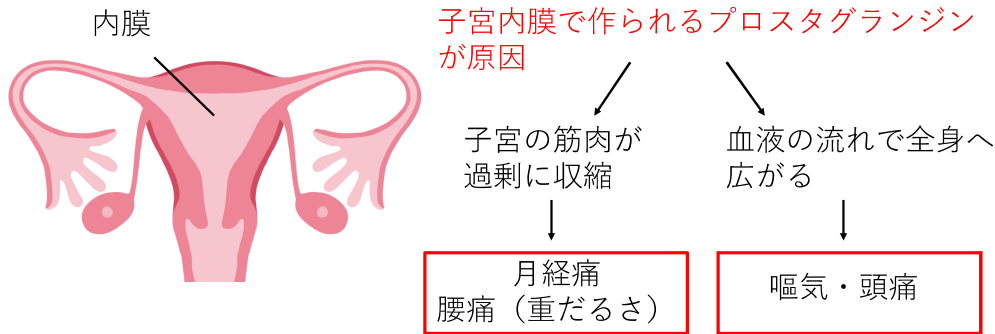 内膜
子宮内膜で作られるプロスタグランジン
が原因
子宮の筋肉が
過剰に収縮
血液の流れで全身へ
広がる
月経痛
腰痛（重だるさ）
嘔気・頭痛